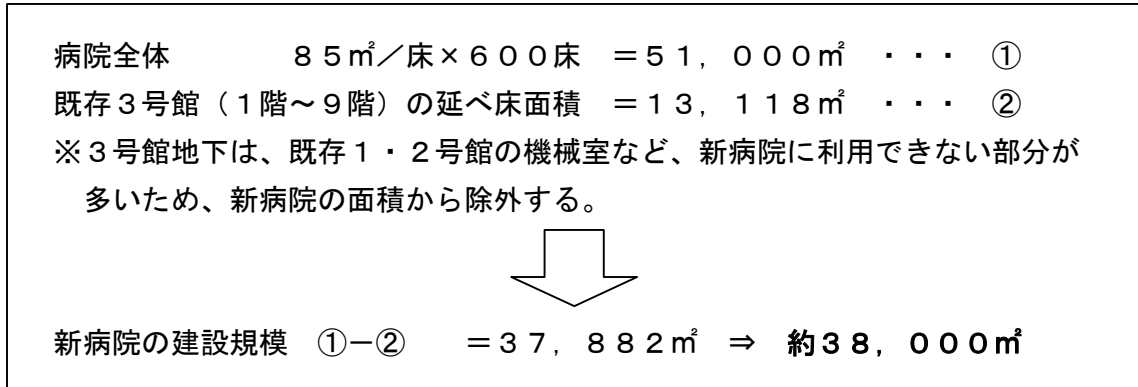 病院全体　　　　８５㎡／床×６００床　＝５１，０００㎡　・・・　①
既存３号館（１階～９階）の延べ床面積　＝１３，１１８㎡　・・・　②
※３号館地下は、既存１・２号館の機械室など、新病院に利用できない部分が
多いため、新病院の面積から除外する。
新病院の建設規模　①－②　　＝３７，８８２㎡　⇒　約３８，０００㎡